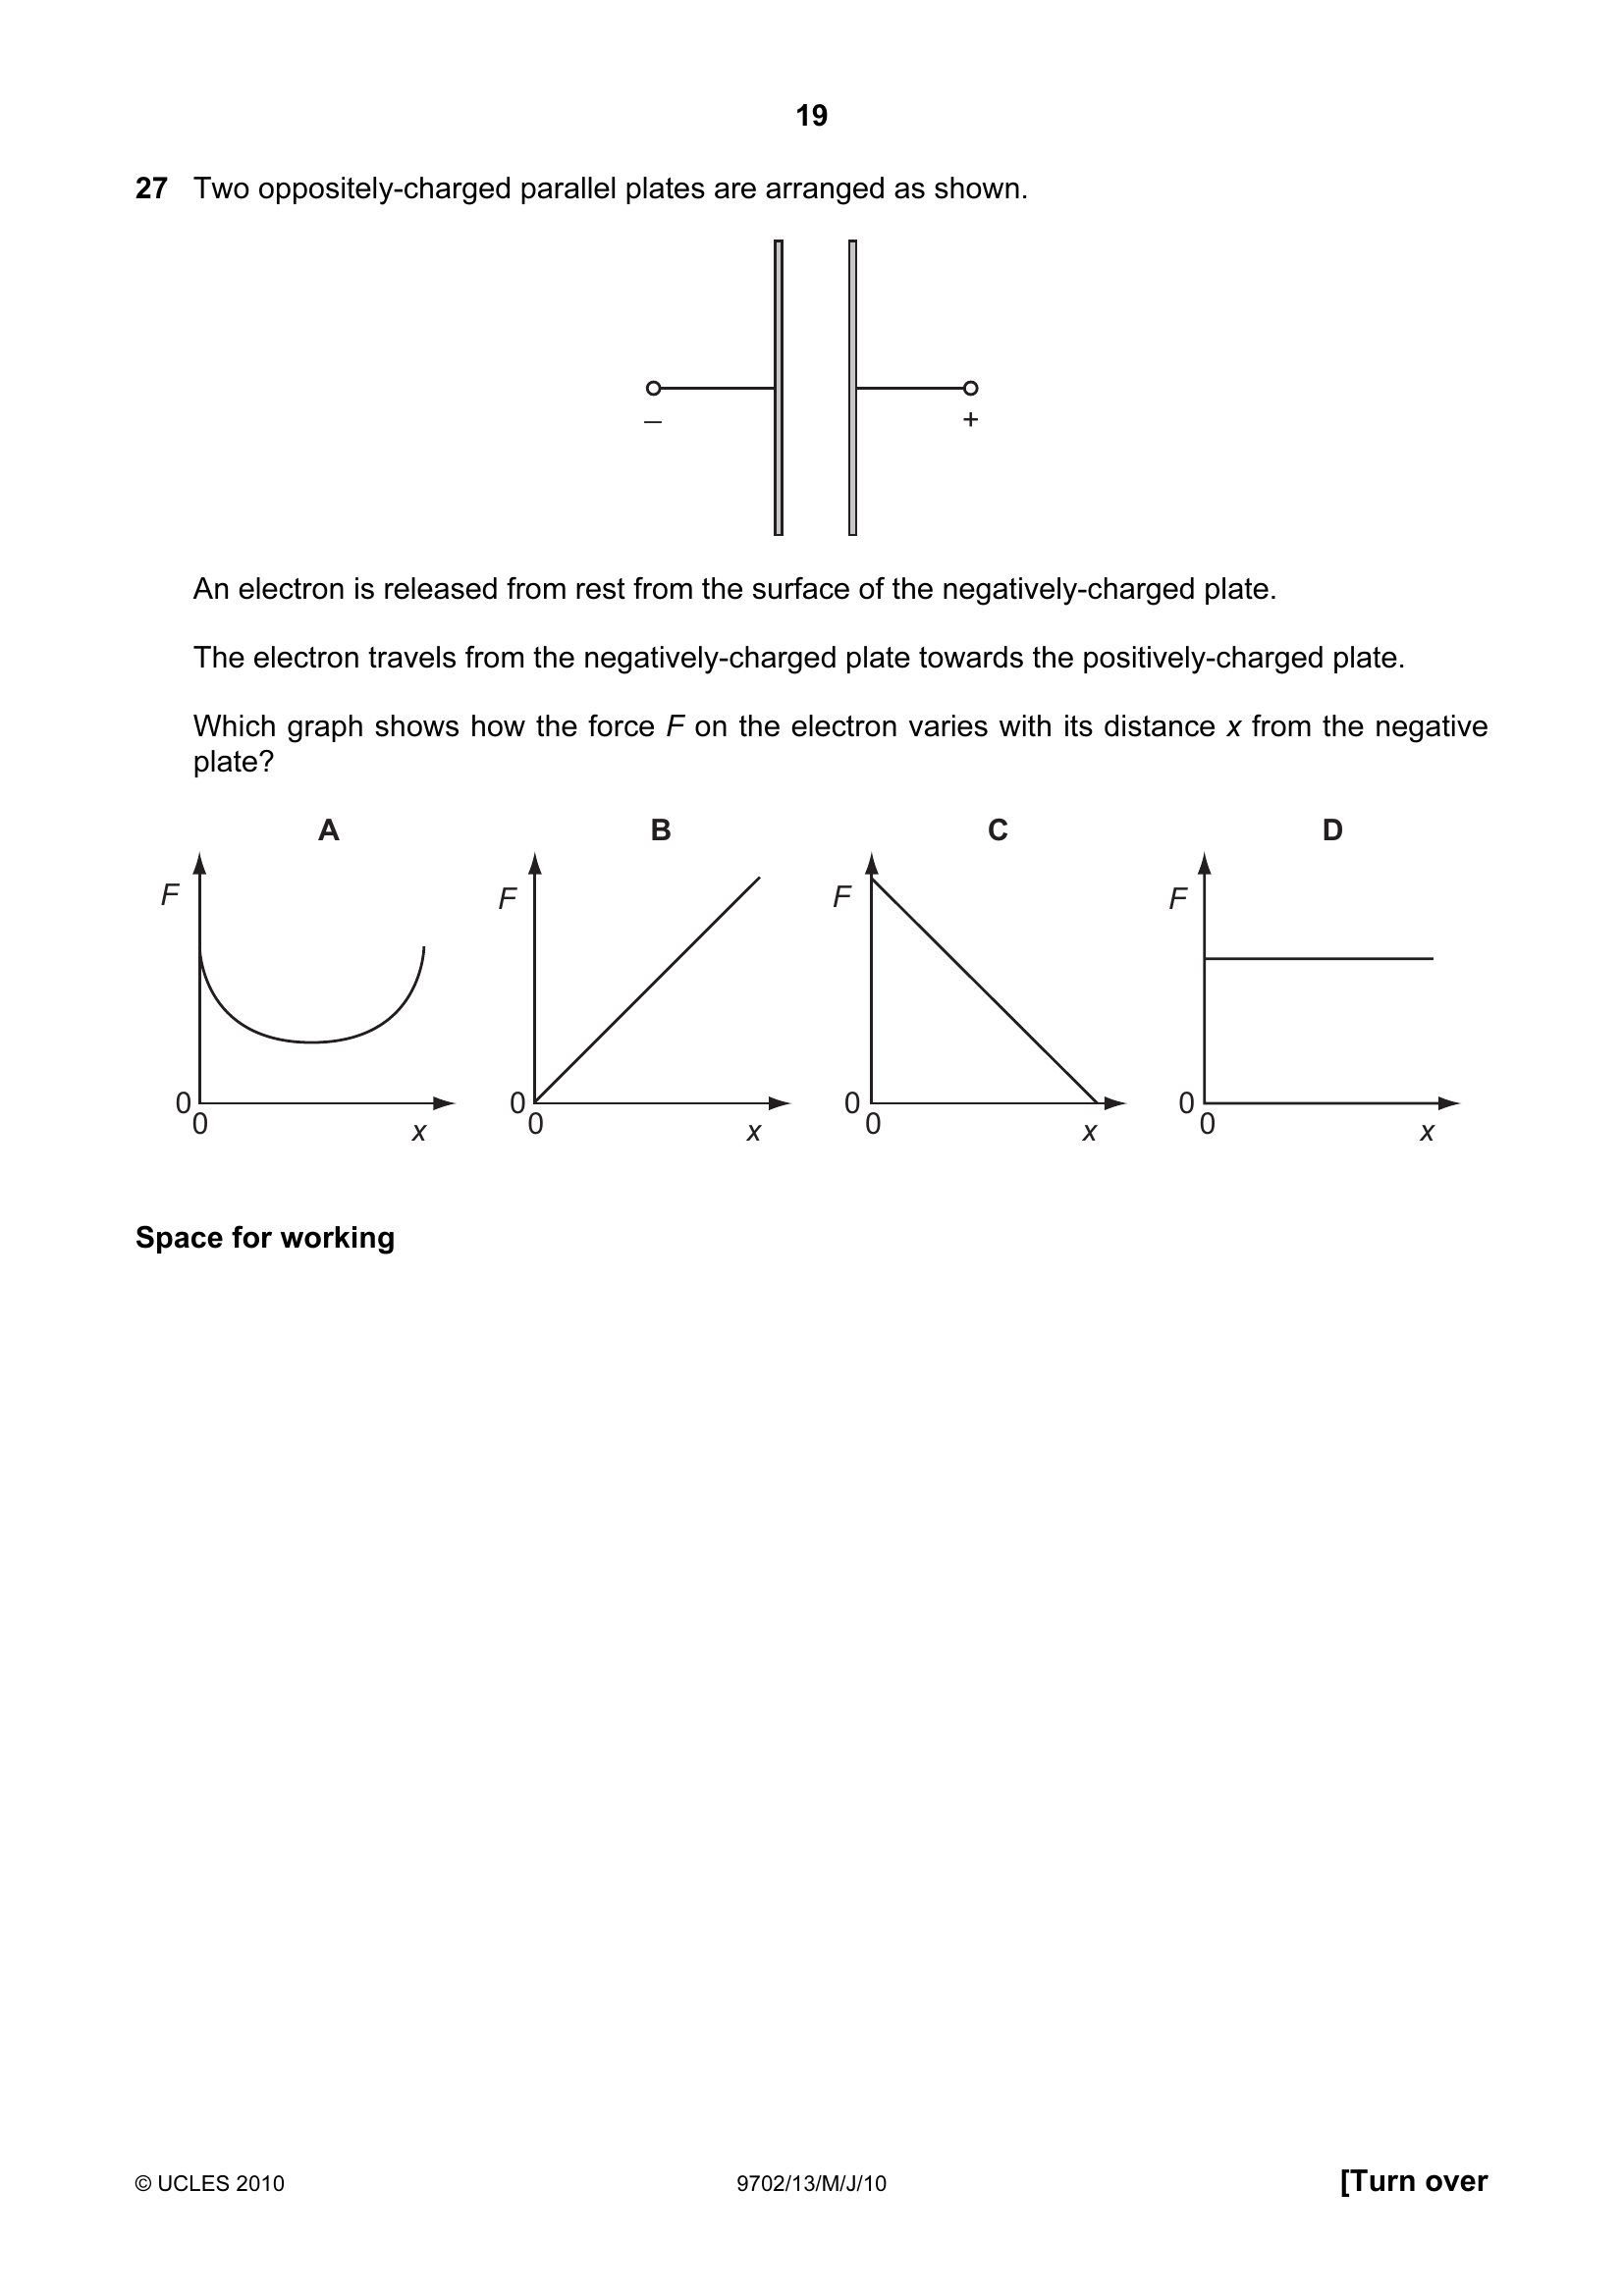 19
27 Two oppositely-charged parallel plates are arranged as shown.
– +
An electron is released from rest from the surface of the negatively-charged plate.
The electron travels from the negatively-charged plate towards the positively-charged plate.
Which graph shows how the force F on the electron varies with its distance x from the negative
plate?
A B C D
F F F F
0 0 0 0
0 x 0 x 0 x 0 x
Space for working
© UCLES 2010 9702/13/M/J/10 [Turn over